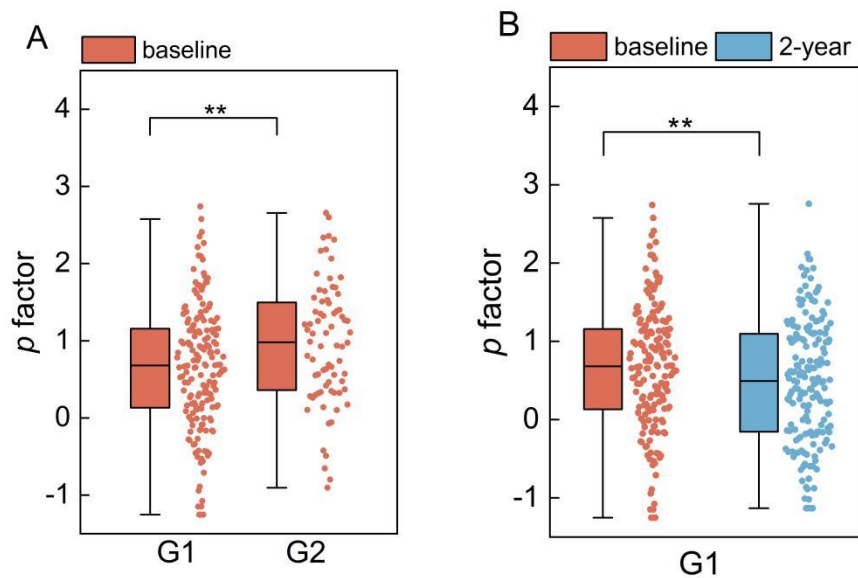 A
baseline
4
3
2
1
0
-1
p factor
**
G1 G2
B
baseline 2-year
4
3
2
1
0
-1
p factor
**
G1